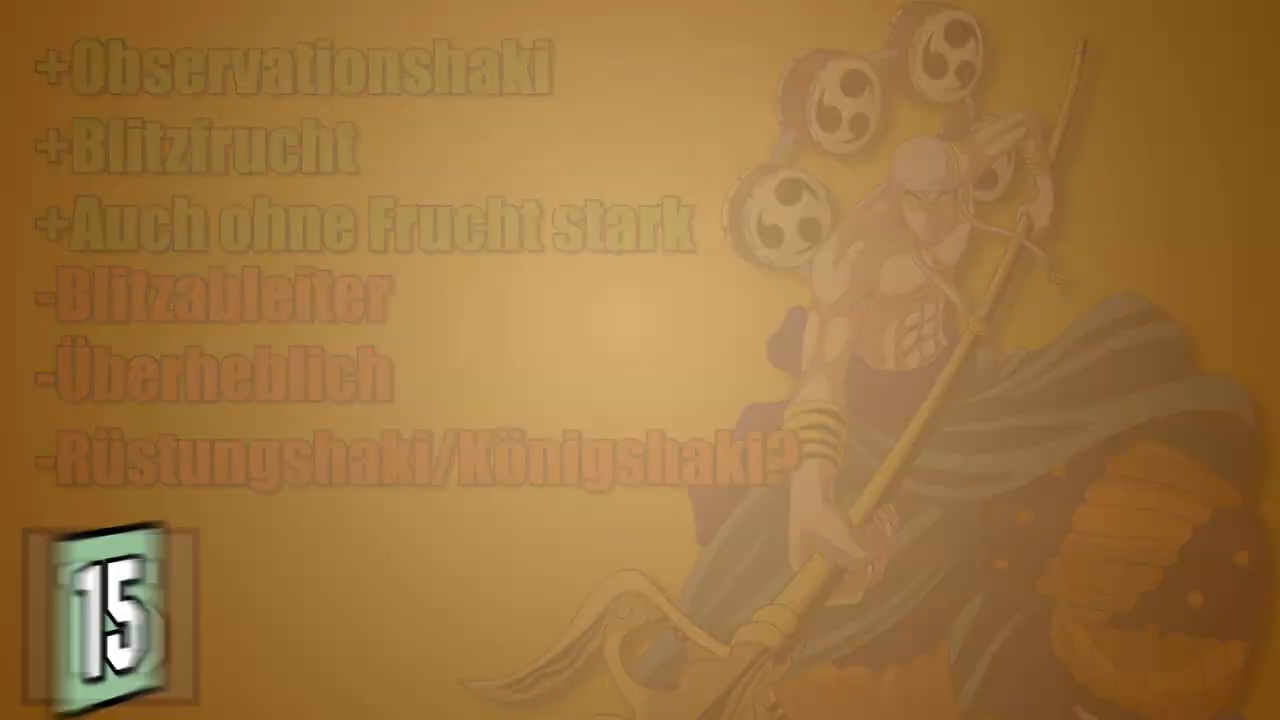 +Observationshaki
+Blitzfrucht
+Auch ohne Frucht stark
-Blitzableiter
-Überheblich
-Rüstungshaki/Königshaki?
15